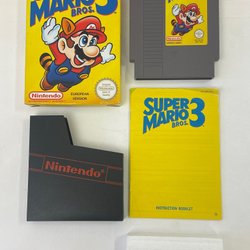 MARIO 3
BROS.
Nintendo
EUROPEAN
VERSION
Nintendo
SUPER
MARIO 3
BROS.
INSTRUCTION BOOKLET